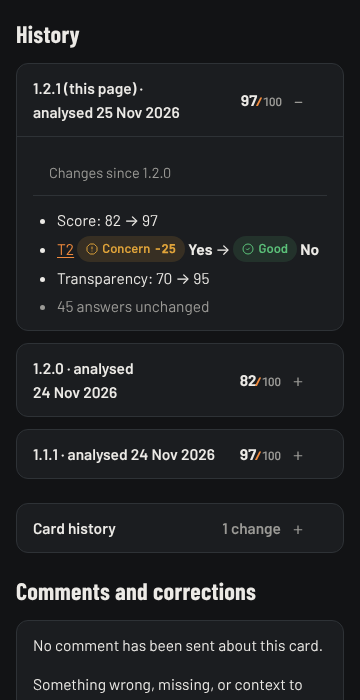 History
1.2.1 (this page) ·
analysed 25 Nov 2026
97/100 −
Changes since 1.2.0
• Score: 82 → 97
• T2 Concern -25 Yes → Good No
• Transparency: 70 → 95
• 45 answers unchanged
1.2.0 · analysed
24 Nov 2026
82/100 +
1.1.1 · analysed 24 Nov 2026 97/100 +
Card history 1 change +
Comments and corrections
No comment has been sent about this card.
Something wrong, missing, or context to